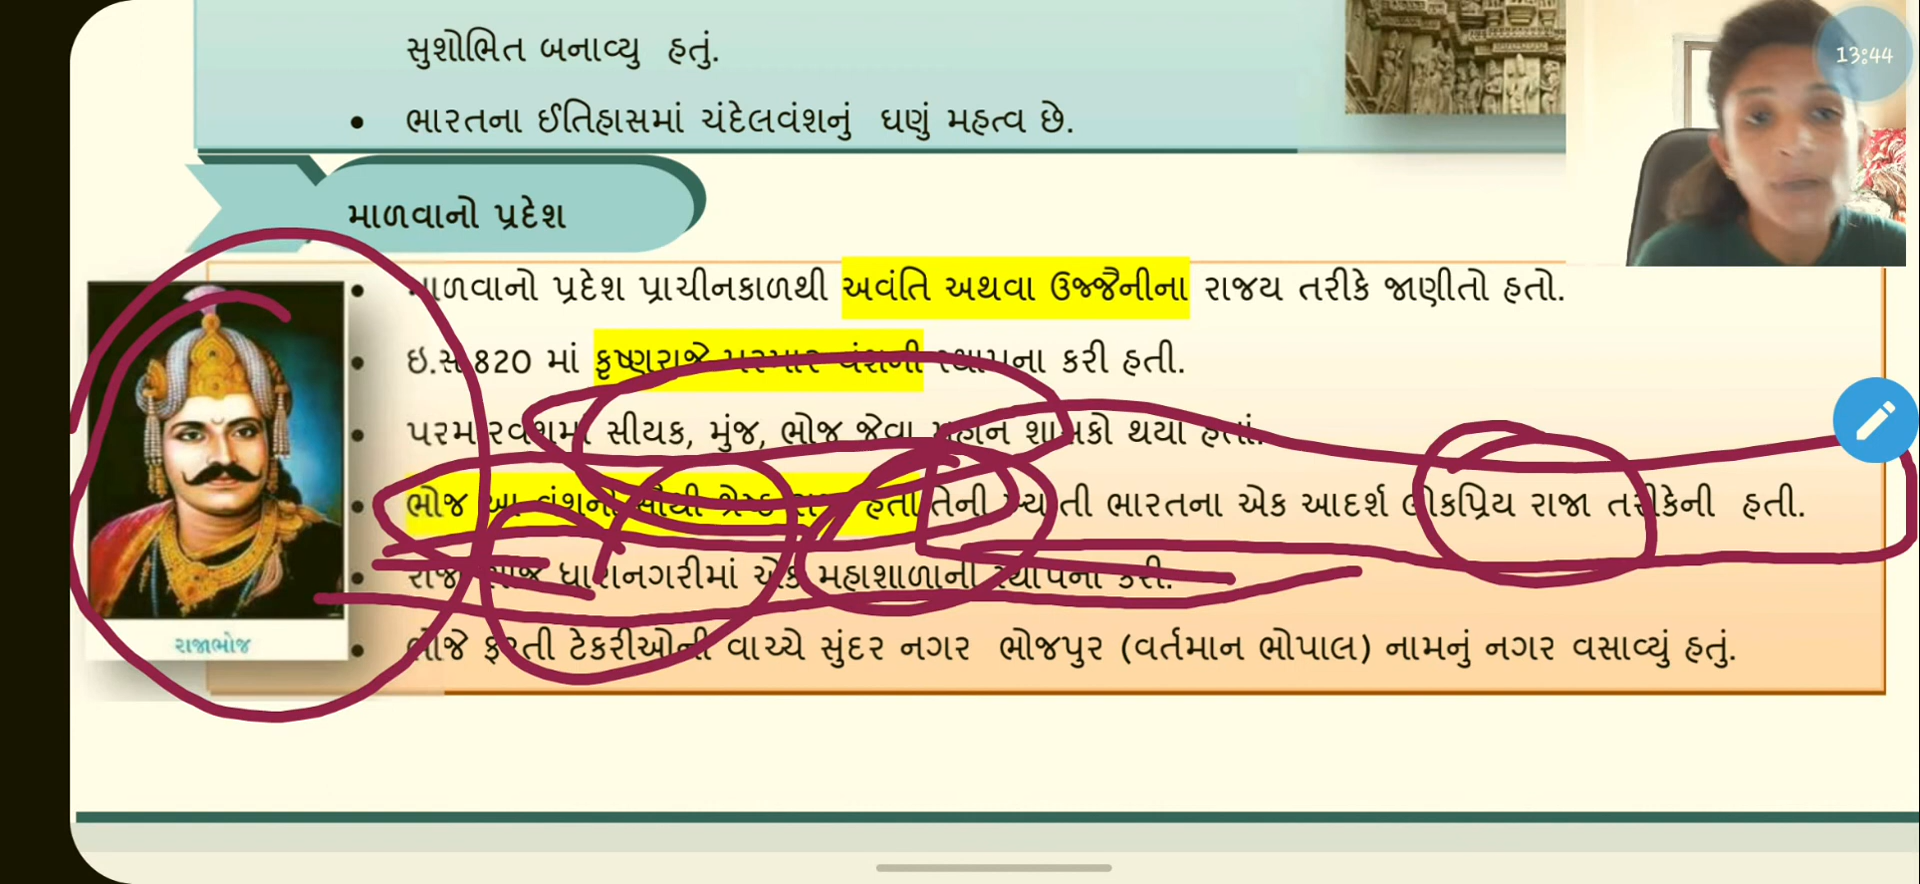 સુશોભિત બનાવ્યુ હતું.
• ભારતના ઈતિહાસમાં ચંદેલવંશનું ઘણું મહત્વ છે.
13:44
માળવાનો પ્રદેશ
• માળવાનો પ્રદેશ પ્રાચીનકાળથી અવંતિ અથવા ઉજ્જૈનીના રાજય તરીકે જાણીતો હતો.
• ઇ.સ 820 માં કૃષ્ણરાજે પરમાર વંશની સ્થાપના કરી હતી.
• પરમારવંશમાં સીયક, મુંજ, ભોજ જેવા મહાન શાસકો થયા હતાં.
• ભોજ આ વંશનો સૌથી શ્રેષ્ઠ હતો તેની ભારતના એક આદર્શ લોકપ્રિય રાજા તરીકેની હતી.
• રાજા ભોજે ધારાનગરીમાં એક મહાશાળાની સ્થાપના કરી.
• ભોજે ફરતી ટેકરીઓની વાચ્ચે સુંદર નગર ભોજપુર (વર્તમાન ભોપાલ) નામનું નગર વસાવ્યું હતું.
રાજાભોજ